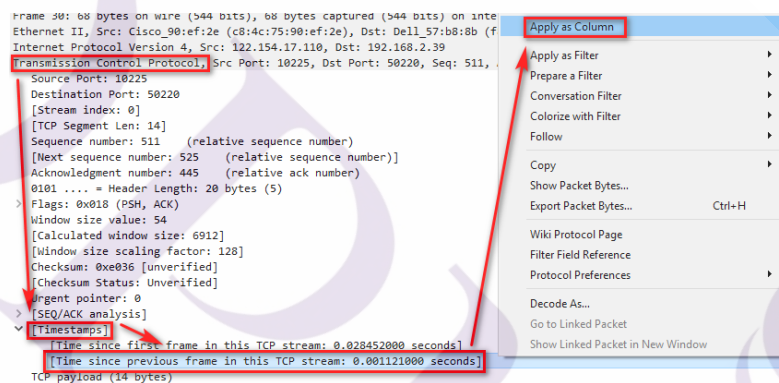 Frame 30: 68 bytes on wire (544 bits), 68 bytes captured (544 bits) on inte
Ethernet II, Src: Cisco_90:ef:2e (c8:4c:75:90:ef:2e), Dst: Dell_57:b8:8b (f
Internet Protocol Version 4, Src: 122.154.17.110, Dst: 192.168.2.39
Transmission Control Protocol, Src Port: 10225, Dst Port: 50220, Seq: 511,
Source Port: 10225
Destination Port: 50220
[Stream index: 0]
[TCP Segment Len: 14]
Sequence number: 511 (relative sequence number)
[Next sequence number: 525 (relative sequence number)]
Acknowledgment number: 445 (relative ack number)
0101 .... = Header Length: 20 bytes (5)
Flags: 0x018 (PSH, ACK)
Window size value: 54
[Calculated window size: 6912]
[Window size scaling factor: 128]
Checksum: 0xe036 [unverified]
[Checksum Status: Unverified]
Urgent pointer: 0
[SEQ/ACK analysis]
[Timestamps]
[Time since first frame in this TCP stream: 0.028452000 seconds]
[Time since previous frame in this TCP stream: 0.001121000 seconds]
TCP payload (14 bytes)
Apply as Column
Apply as Filter
Prepare a Filter
Conversation Filter
Colorize with Filter
Follow
Copy
Show Packet Bytes...
Export Packet Bytes... Ctrl+H
Wiki Protocol Page
Filter Field Reference
Protocol Preferences
Decode As...
Go to Linked Packet
Show Linked Packet in New Window